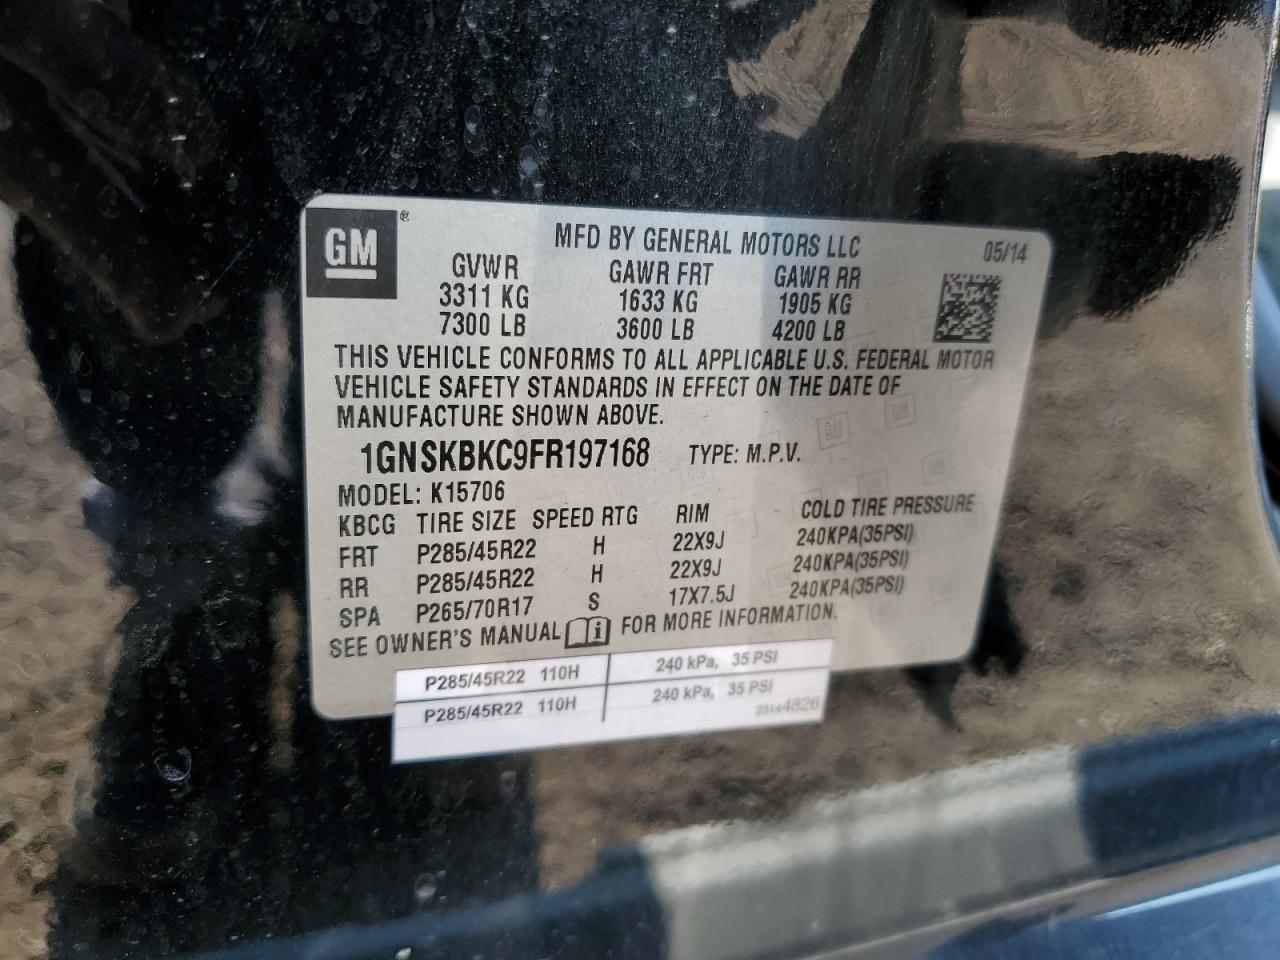 GM ®
MFD BY GENERAL MOTORS LLC 05/14
GVWR GAWR FRT GAWR RR
3311 KG 1633 KG 1905 KG
7300 LB 3600 LB 4200 LB
THIS VEHICLE CONFORMS TO ALL APPLICABLE U.S. FEDERAL MOTOR
VEHICLE SAFETY STANDARDS IN EFFECT ON THE DATE OF
MANUFACTURE SHOWN ABOVE.
1GNSKBKC9FR197168 TYPE: M.P.V.
MODEL: K15706
KBCG TIRE SIZE SPEED RTG RIM COLD TIRE PRESSURE
FRT P285/45R22 H 22X9J 240KPA(35PSI)
RR P285/45R22 H 22X9J 240KPA(35PSI)
SPA P265/70R17 S 17X7.5J 240KPA(35PSI)
SEE OWNER'S MANUAL i FOR MORE INFORMATION.
P285/45R22 110H 240 kPa, 35 PSI
P285/45R22 110H 240 kPa, 35 PSI
23144826